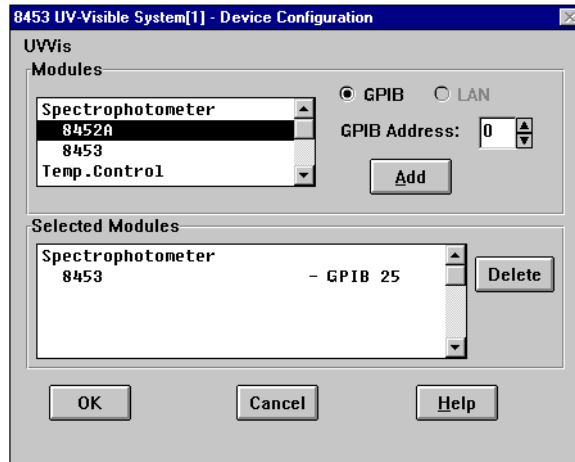 8453 UV-Visible System[1] - Device Configuration
UVVis
Modules
Spectrophotometer
8452A
8453
Temp.Control
GPIB LAN
GPIB Address: 0
Add
Selected Modules
Spectrophotometer
8453 - GPIB 25
Delete
OK Cancel Help